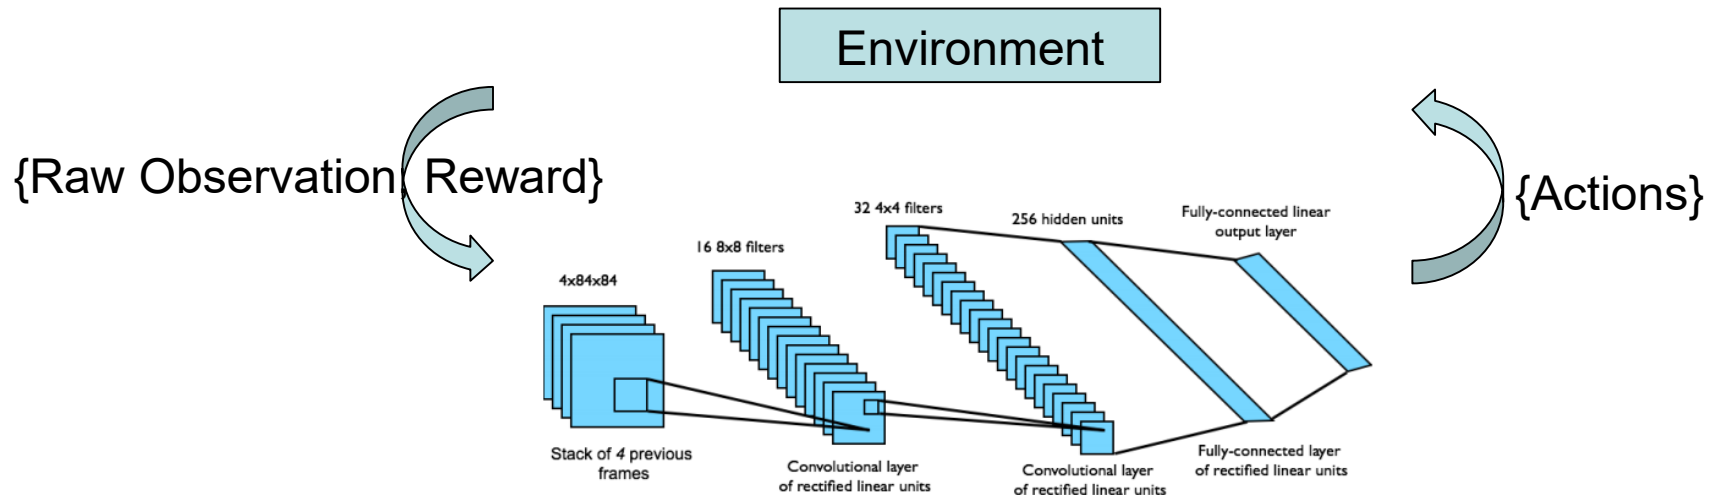 Environment
{Raw Observation, Reward}
{Actions}
4x84x84
16 8x8 filters
32 4x4 filters
256 hidden units
Fully-connected linear
output layer
Stack of 4 previous
frames
Convolutional layer
of rectified linear units
Convolutional layer
of rectified linear units
Fully-connected layer
of rectified linear units